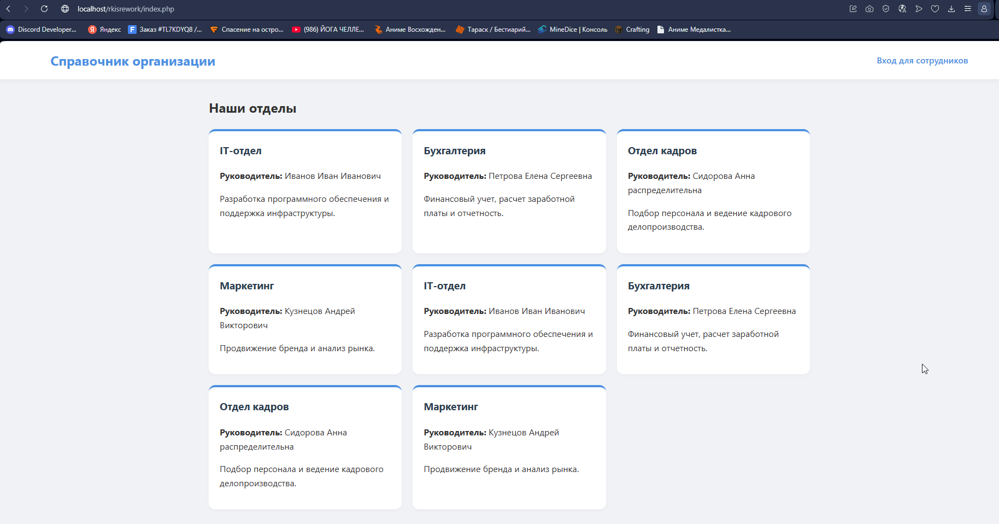 localhost/rkisrework/index.php
Discord Developer... Яндекс Заказ #TL7KDYQ8 /... Спасение на остро... (986) ЙОГА ЧЕЛЛЕ... Аниме Восхожден... Тараск / Бестиарий... MineDice | Консоль Crafting Аниме Медалистка...
Справочник организации
Вход для сотрудников
Наши отделы
IT-отдел
Руководитель: Иванов Иван Иванович
Разработка программного обеспечения и
поддержка инфраструктуры.
Бухгалтерия
Руководитель: Петрова Елена Сергеевна
Финансовый учет, расчет заработной
платы и отчетность.
Отдел кадров
Руководитель: Сидорова Анна
распределительна
Подбор персонала и ведение кадрового
делопроизводства.
Маркетинг
Руководитель: Кузнецов Андрей
Викторович
Продвижение бренда и анализ рынка.
IT-отдел
Руководитель: Иванов Иван Иванович
Разработка программного обеспечения и
поддержка инфраструктуры.
Бухгалтерия
Руководитель: Петрова Елена Сергеевна
Финансовый учет, расчет заработной
платы и отчетность.
Отдел кадров
Руководитель: Сидорова Анна
распределительна
Подбор персонала и ведение кадрового
делопроизводства.
Маркетинг
Руководитель: Кузнецов Андрей
Викторович
Продвижение бренда и анализ рынка.